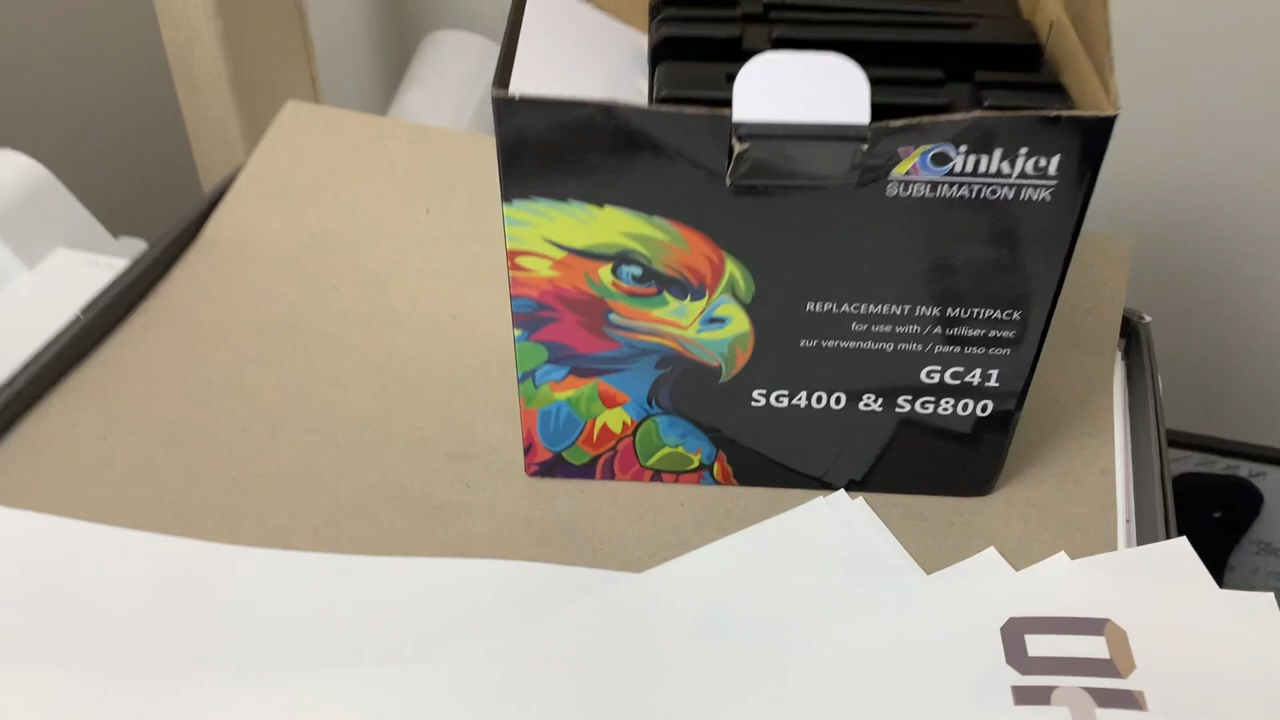 XCinkjet
SUBLIMATION INK
REPLACEMENT INK MUTIPACK
for use with / A utiliser avec
zur verwendung mits / para uso con
GC41
SG400 & SG800